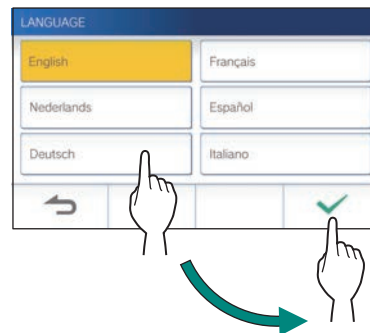 LANGUAGE
English
Français
Nederlands
Español
Deutsch
Italiano